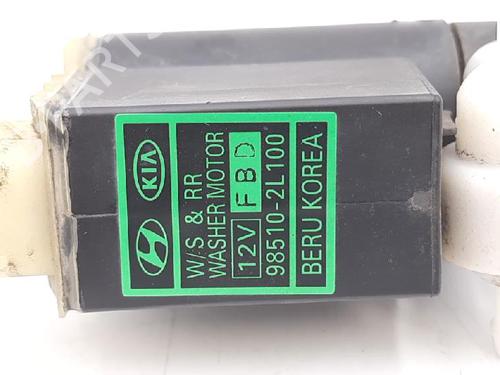 KIA
W/S & RR
WASHER MOTOR
12V FBD
98510-2L100
BERU KOREA